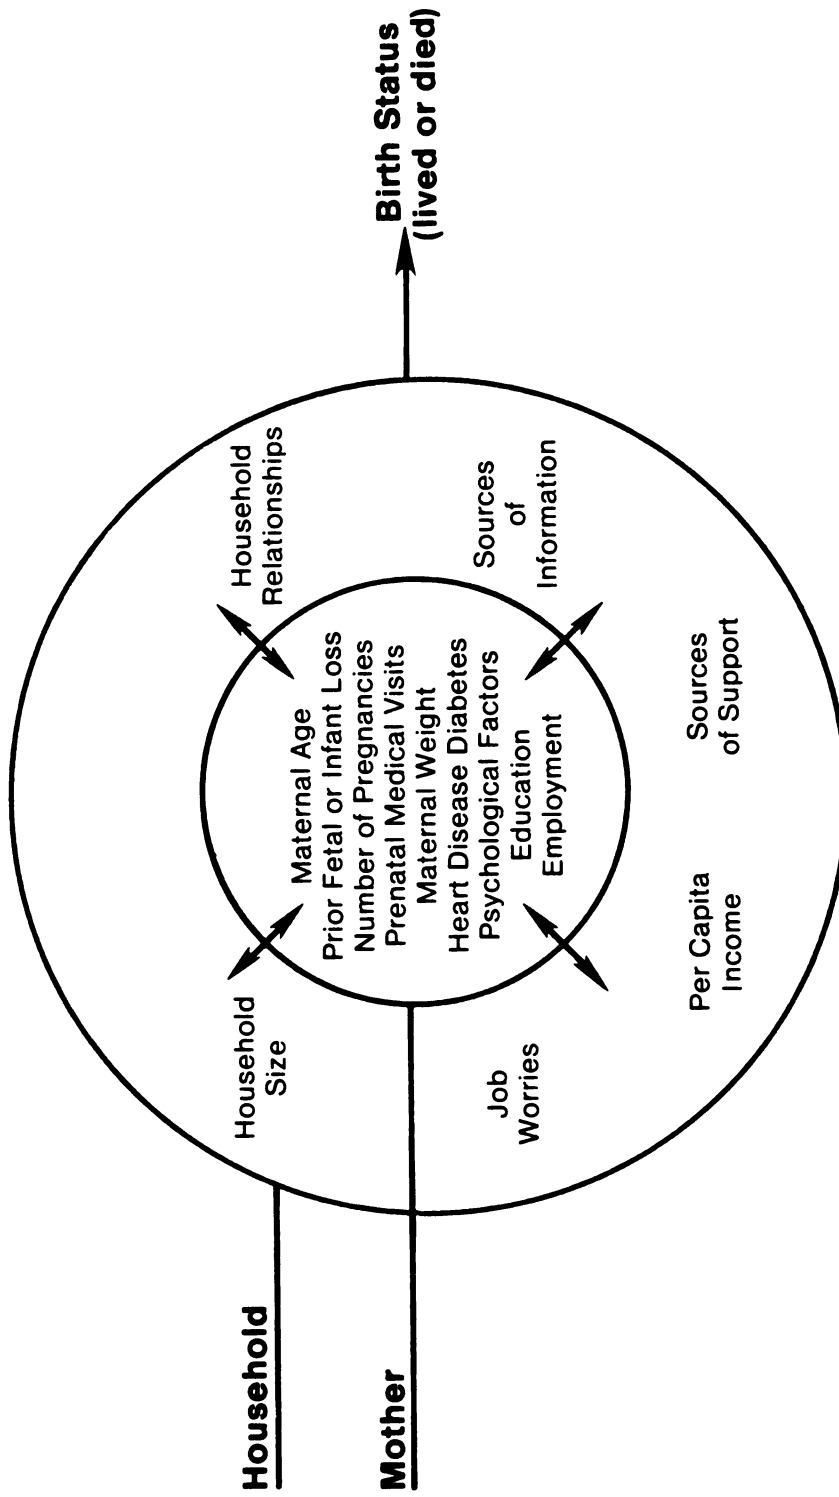 Household
Mother
Household
Size
Job
Worries
Per Capita
Income
Maternal Age
Prior Fetal or Infant Loss
Number of Pregnancies
Prenatal Medical Visits
Maternal Weight
Heart Disease Diabetes
Psychological Factors
Education
Employment
Household
Relationships
Sources
of
Information
Sources
of Support
Birth Status
(lived or died)